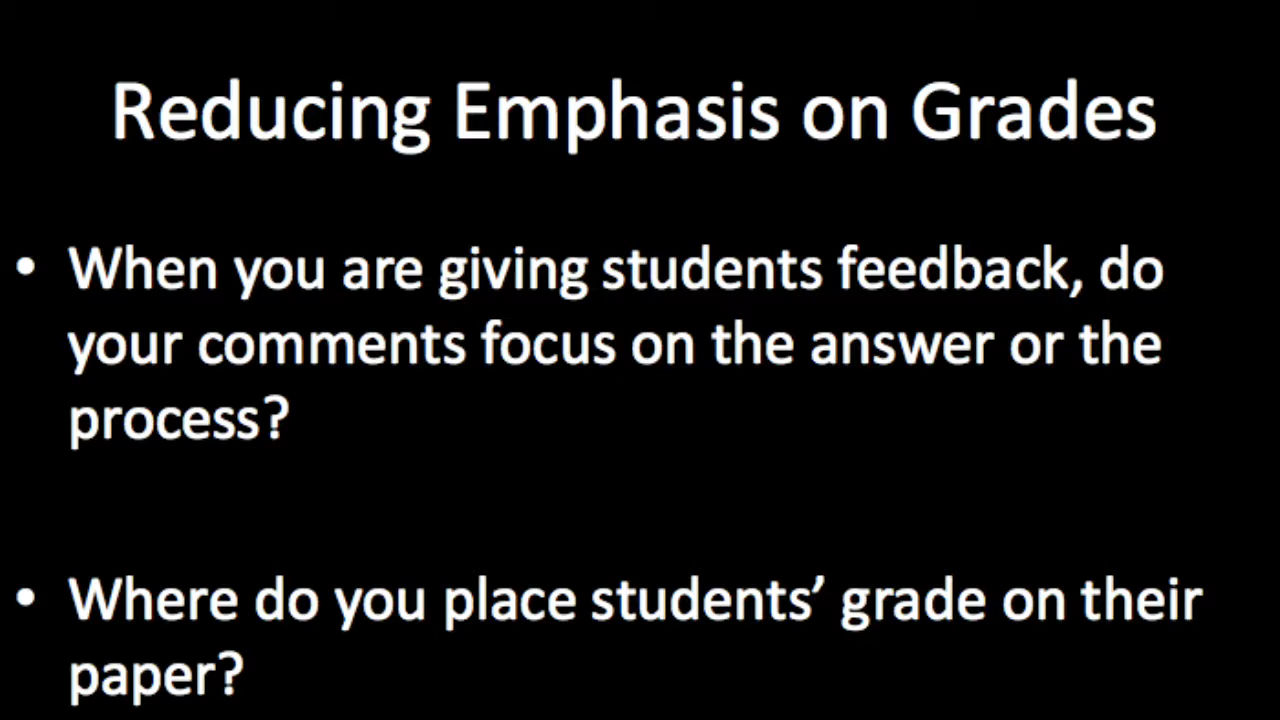 Reducing Emphasis on Grades
• When you are giving students feedback, do
your comments focus on the answer or the
process?
• Where do you place students’ grade on their
paper?